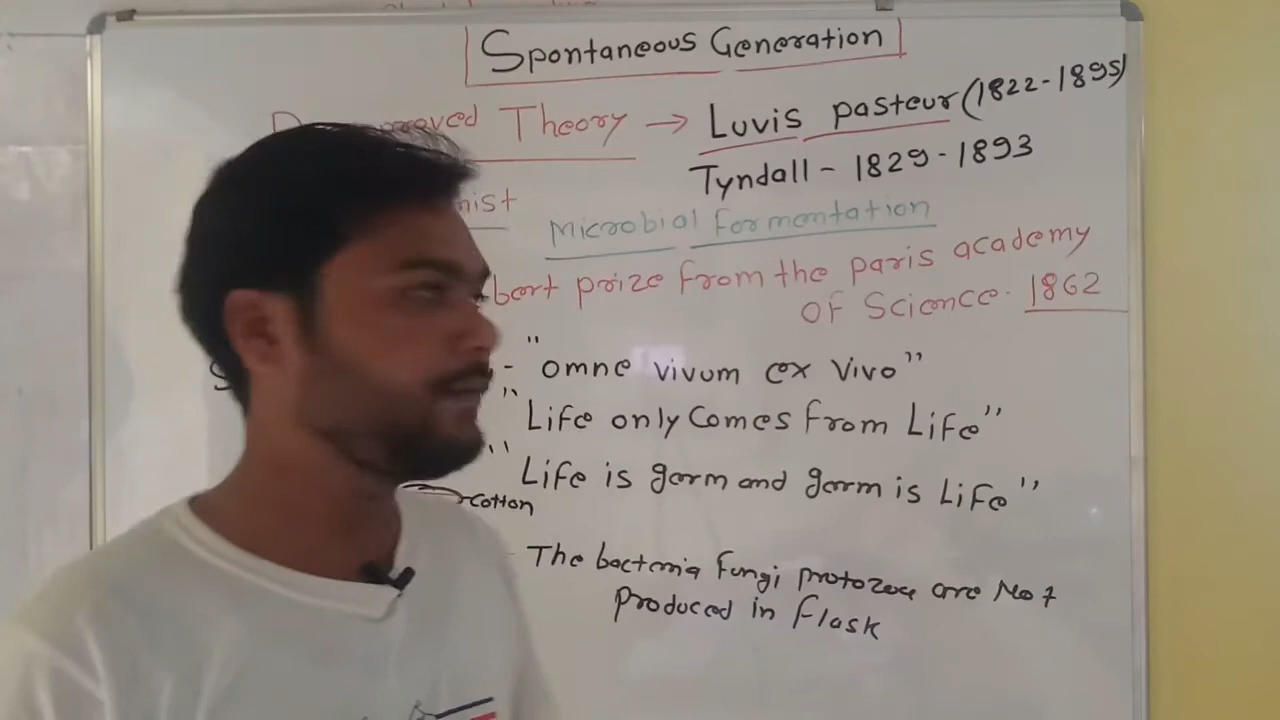 Spontaneous Generation
Theory → Luvis pasteur (1822-1895)
Tyndall - 1829-1893
Microbial formentation
prize from the paris academy
of Science. 1862
- "omne vivum ex vivo"
"Life only comes from Life"
"Life is germ and germ is Life"
cotton
The bacteria fungi protozoa are Not
produced in flask